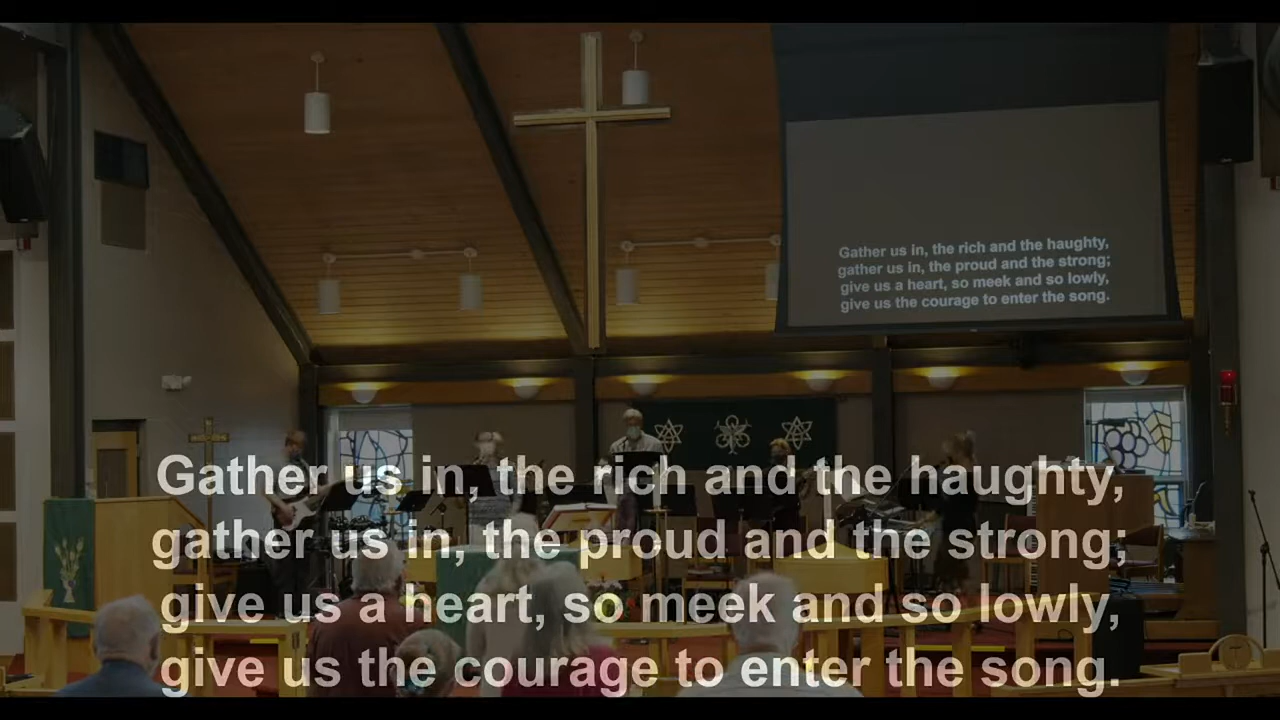 Gather us in, the rich and the haughty,
gather us in, the proud and the strong;
give us a heart, so meek and so lowly,
give us the courage to enter the song.
Gather us in, the rich and the haughty,
gather us in, the proud and the strong;
give us a heart, so meek and so lowly,
give us the courage to enter the song.